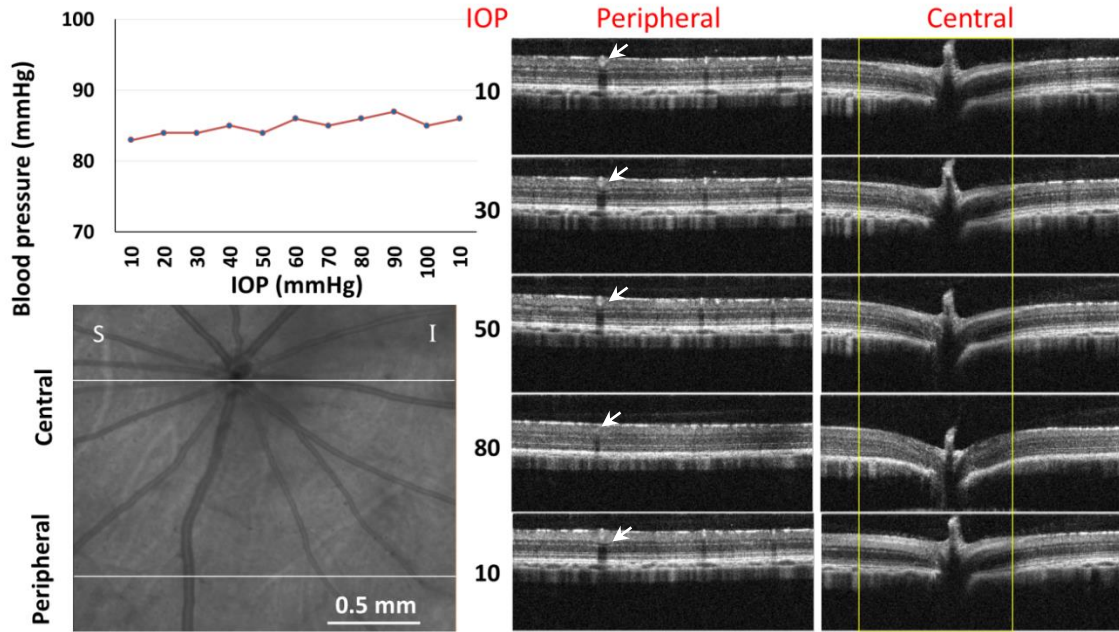 100
90
80
70
Blood pressure (mmHg)
10 20 30 40 50 60 70 80 90 100 10
IOP (mmHg)
S I
Central
Peripheral
0.5 mm
IOP Peripheral Central
10
30
50
80
10